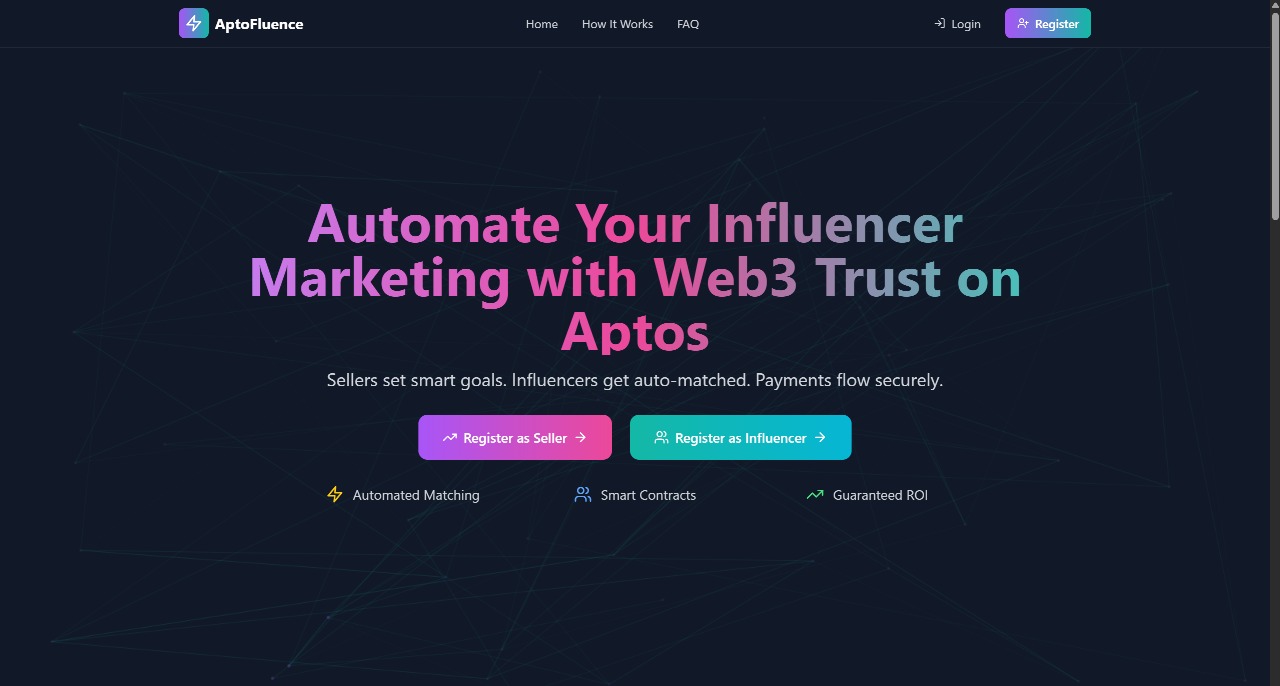 AptoFluence
Home
How It Works
FAQ
Login
Register
Automate Your Influencer
Marketing with Web3 Trust on
Aptos
Sellers set smart goals. Influencers get auto-matched. Payments flow securely.
Register as Seller
Register as Influencer
Automated Matching
Smart Contracts
Guaranteed ROI